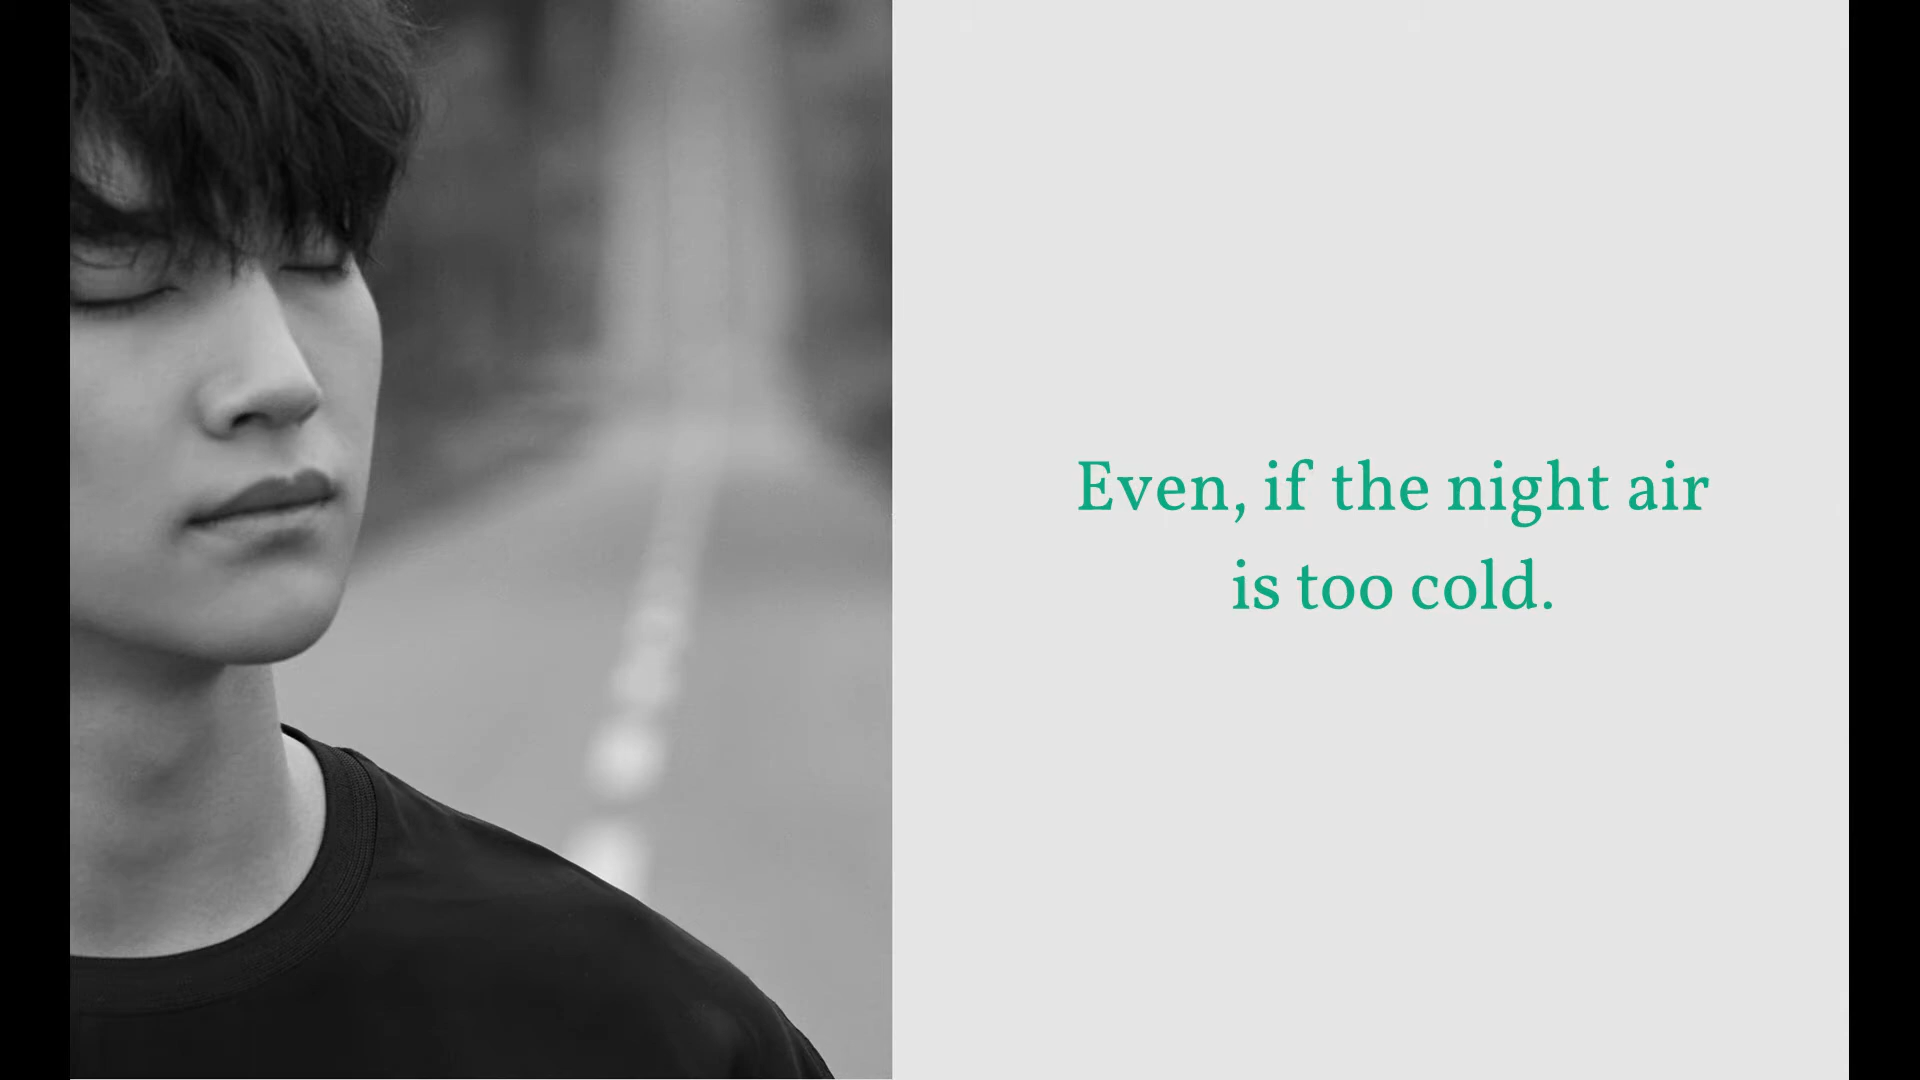 Even, if the night air
is too cold.